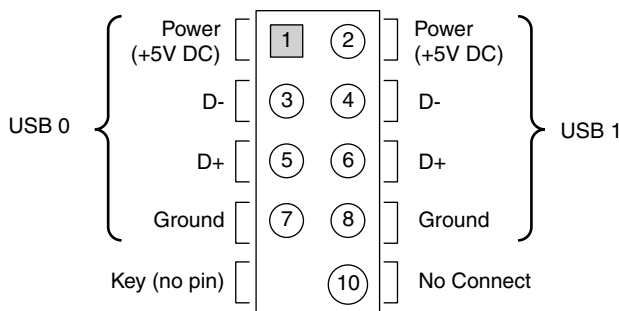 Power
(+5V DC)
1
2
Power
(+5V DC)
D-
3
4
D-
USB 0
USB 1
D+
5
6
D+
Ground
7
8
Ground
Key (no pin)
10
No Connect